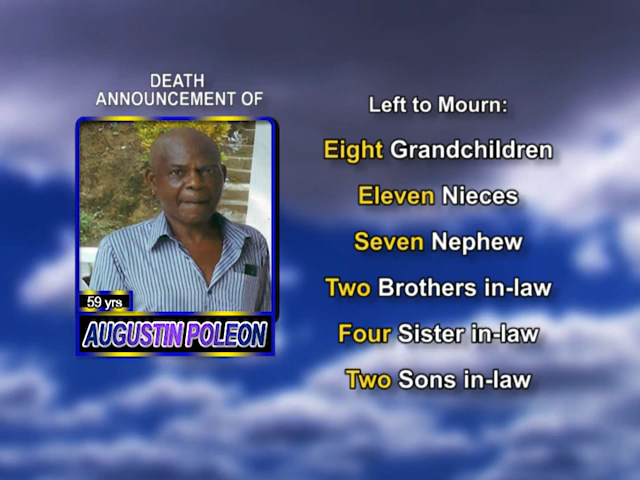 DEATH
ANNOUNCEMENT OF
59 yrs
AUGUSTIN POLEON
Left to Mourn:
Eight Grandchildren
Eleven Nieces
Seven Nephew
Two Brothers in-law
Four Sister in-law
Two Sons in-law